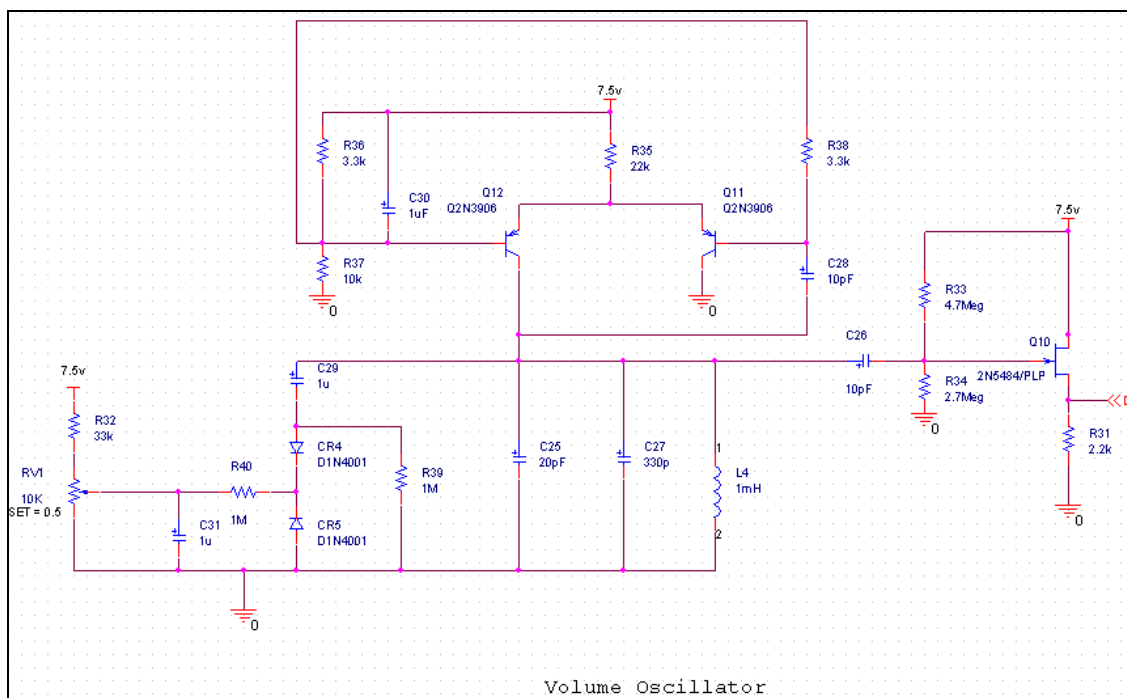 7.5v
R36
3.3k
C30
1uF
R35
22k
R38
3.3k
Q12
Q2N3906
Q11
Q2N3906
7.5v
R37
10k
0
0
C28
10pF
R33
4.7Meg
C26
10pF
Q10
2N5484/PLP
R34
2.7Meg
0
R31
2.2k
0
7.5v
R32
33k
RV1
10K
SET = 0.5
C29
1u
CR4
D1N4001
R40
1M
CR5
D1N4001
R39
1M
C31
1u
C25
20pF
C27
330p
1
L4
1mH
2
0
Volume Oscillator